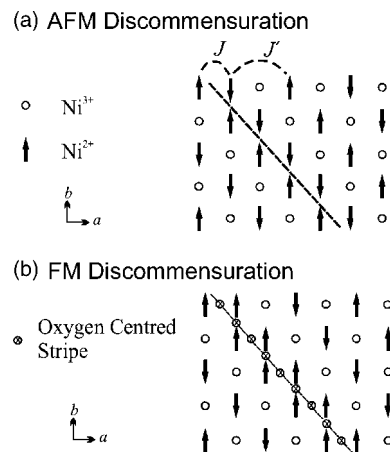 (a) AFM Discommensuration
J J'
Ni³⁺
Ni²⁺
b
a
(b) FM Discommensuration
Oxygen Centred
Stripe
b
a